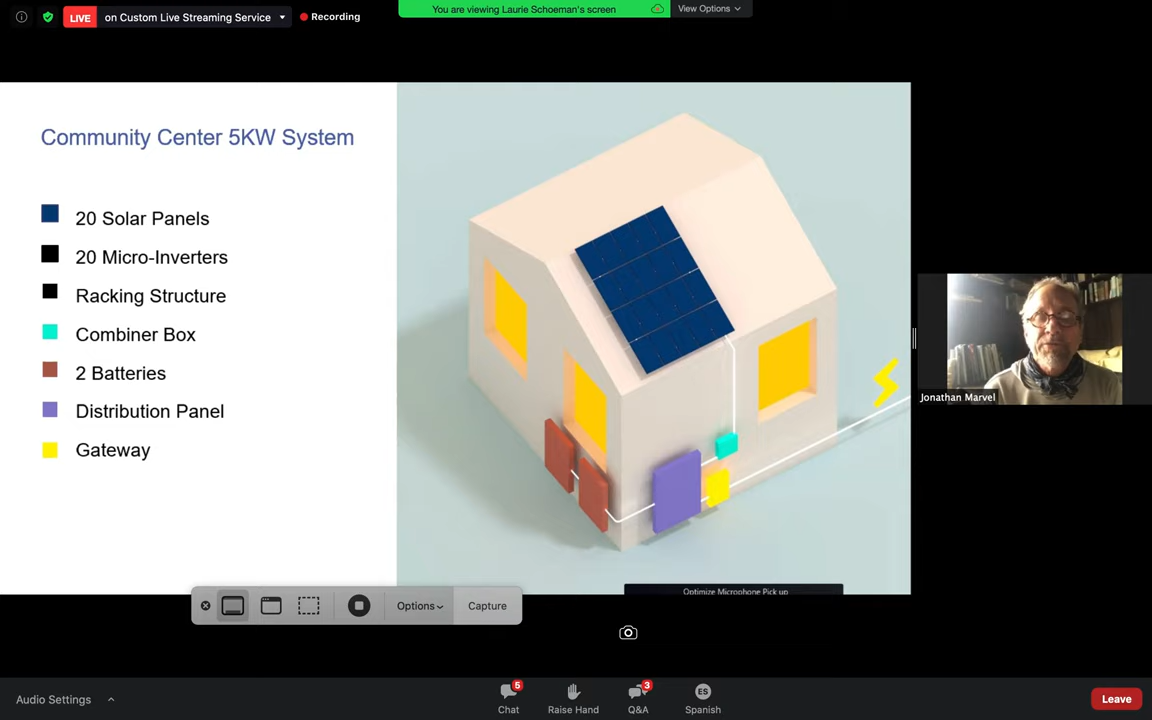 LIVE
on Custom Live Streaming Service
Recording
You are viewing Laurie Schoeman's screen
View Options
Community Center 5KW System
20 Solar Panels
20 Micro-Inverters
Racking Structure
Combiner Box
2 Batteries
Distribution Panel
Gateway
Jonathan Marvel
Optimize Microphone Pick up
Options
Capture
Audio Settings
5
Chat
Raise Hand
3
Q&A
ES
Spanish
Leave